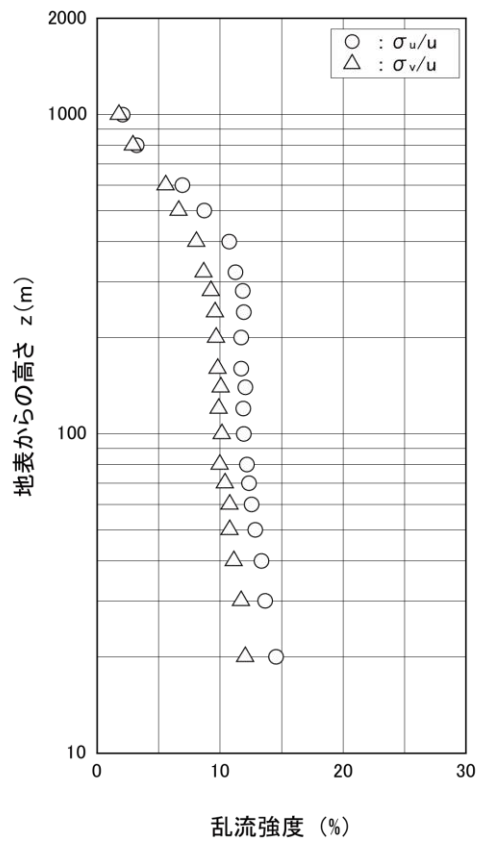 2000
○ : σu/u
△ : σv/u
1000
100
10
地表からの高さ z(m)
0 10 20 30
乱流強度 (%)